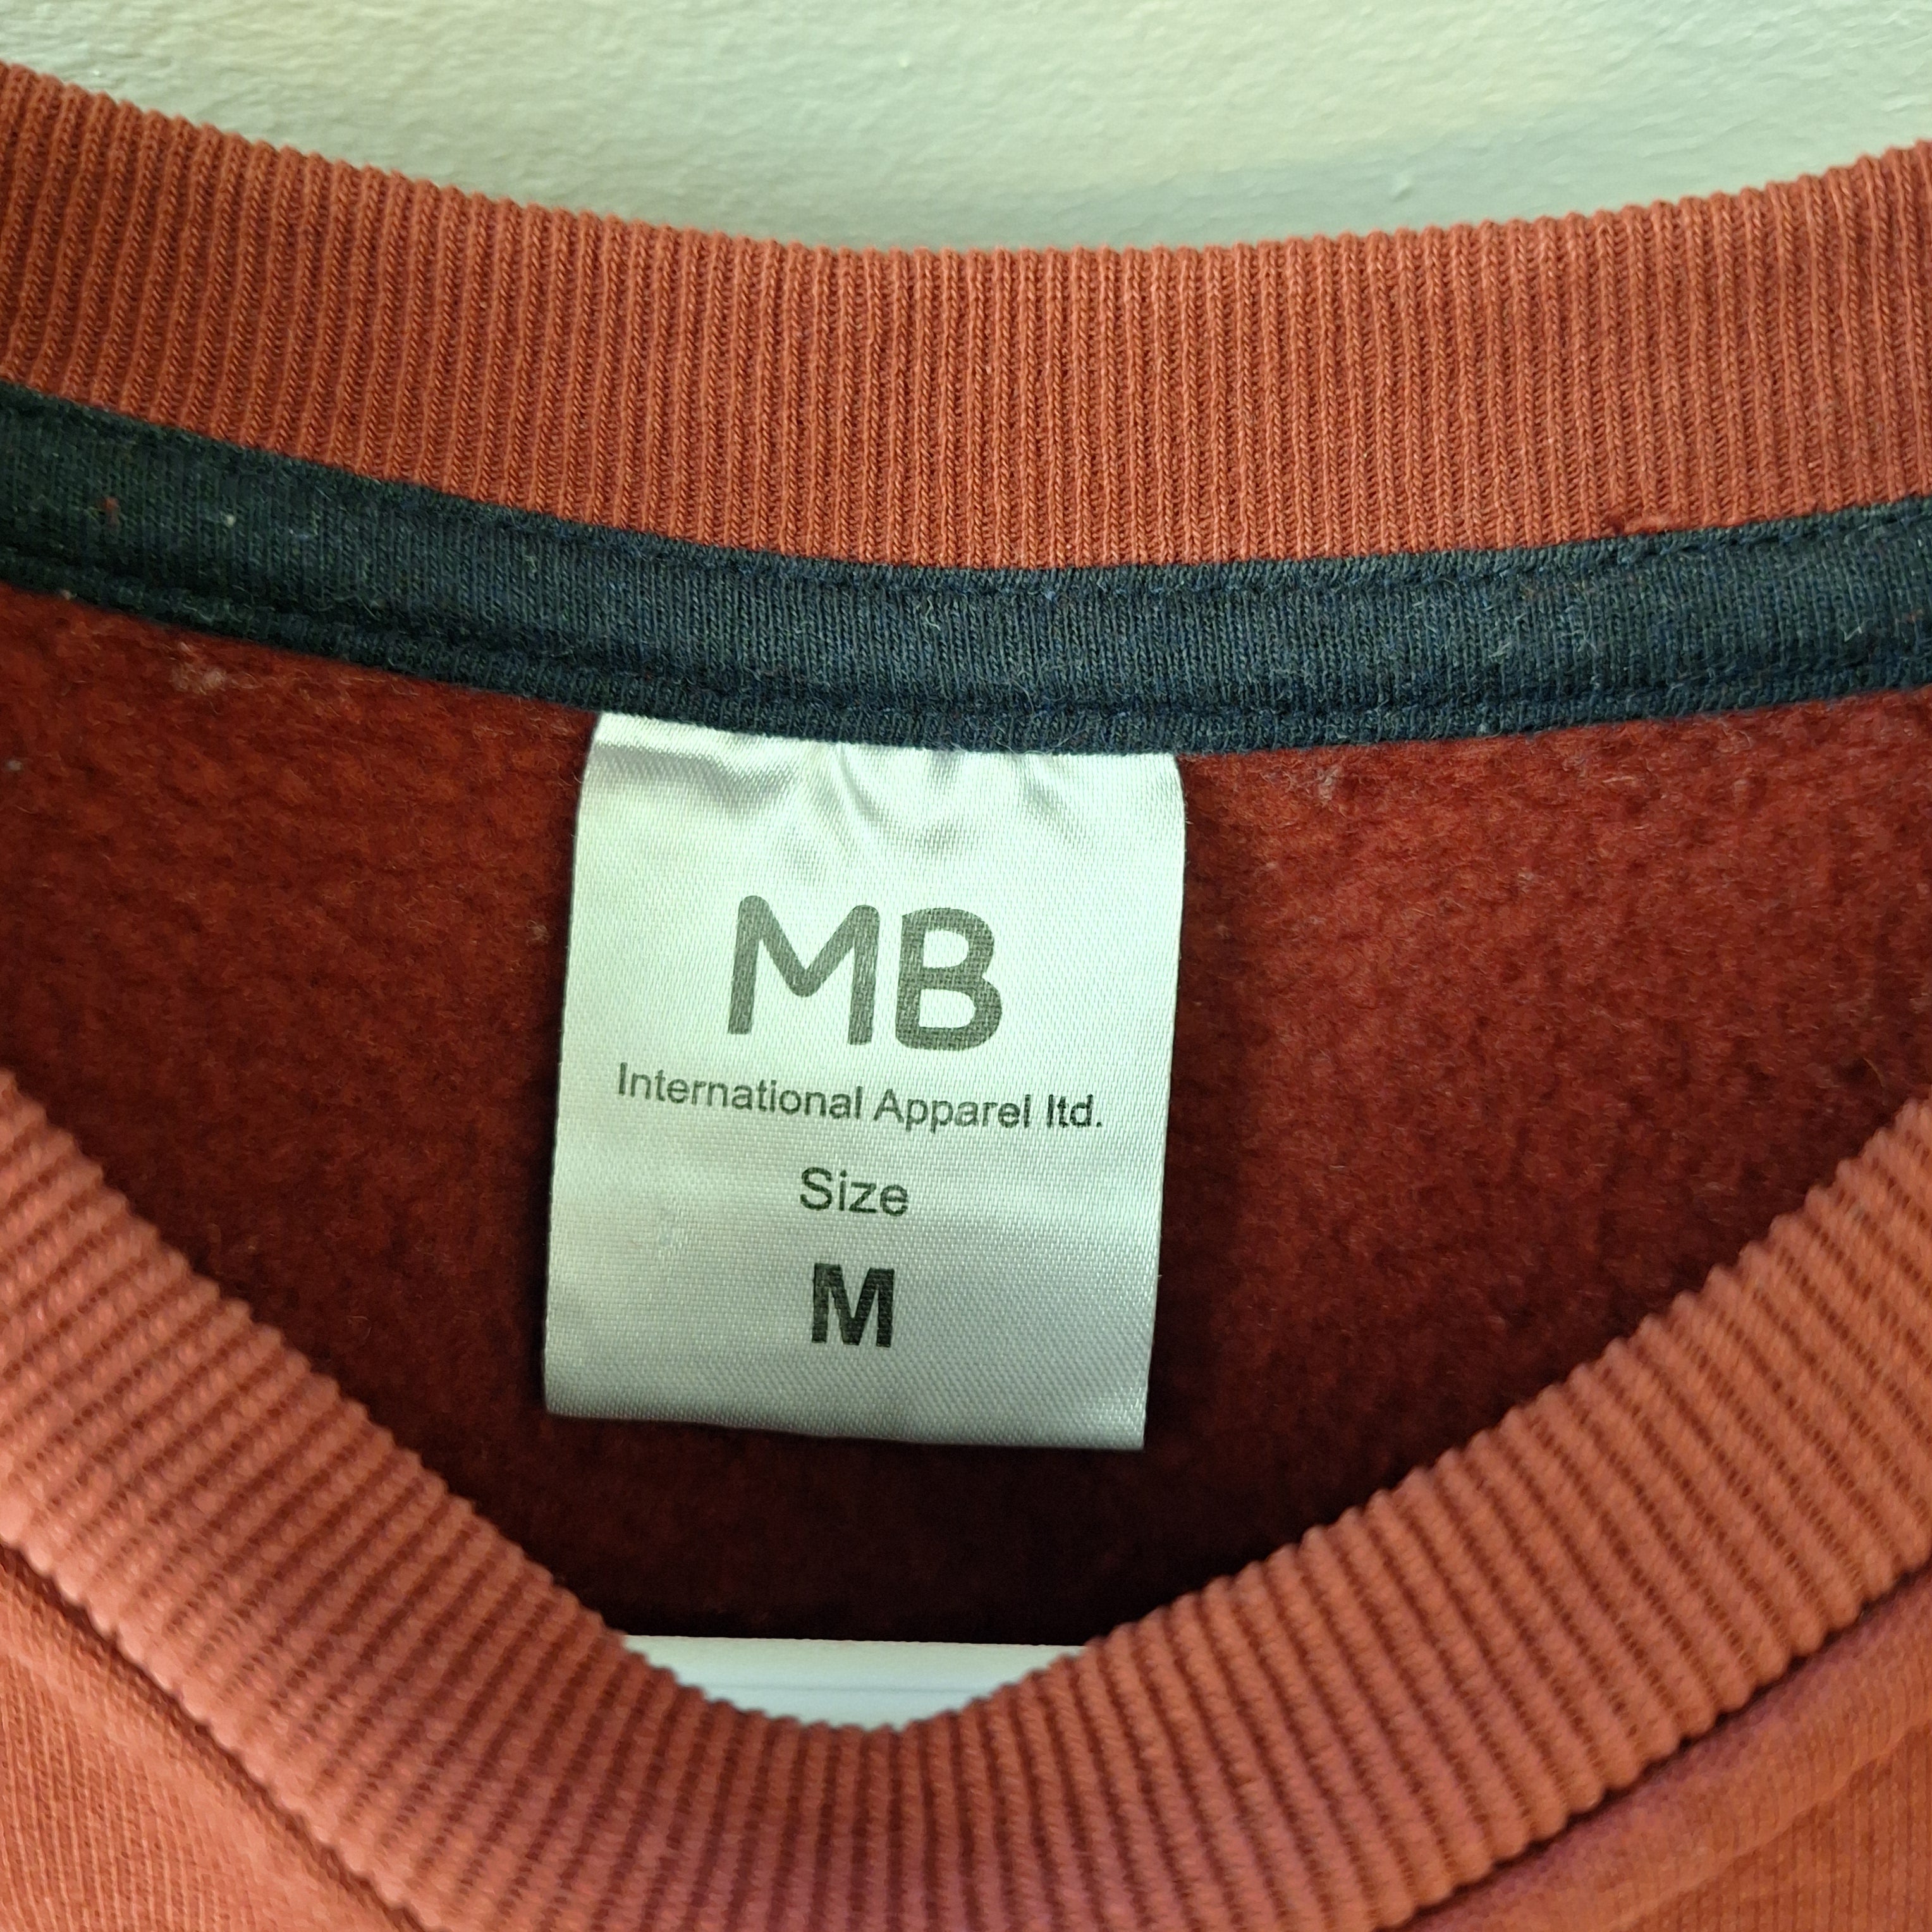 MB
International Apparel ltd.
Size
M